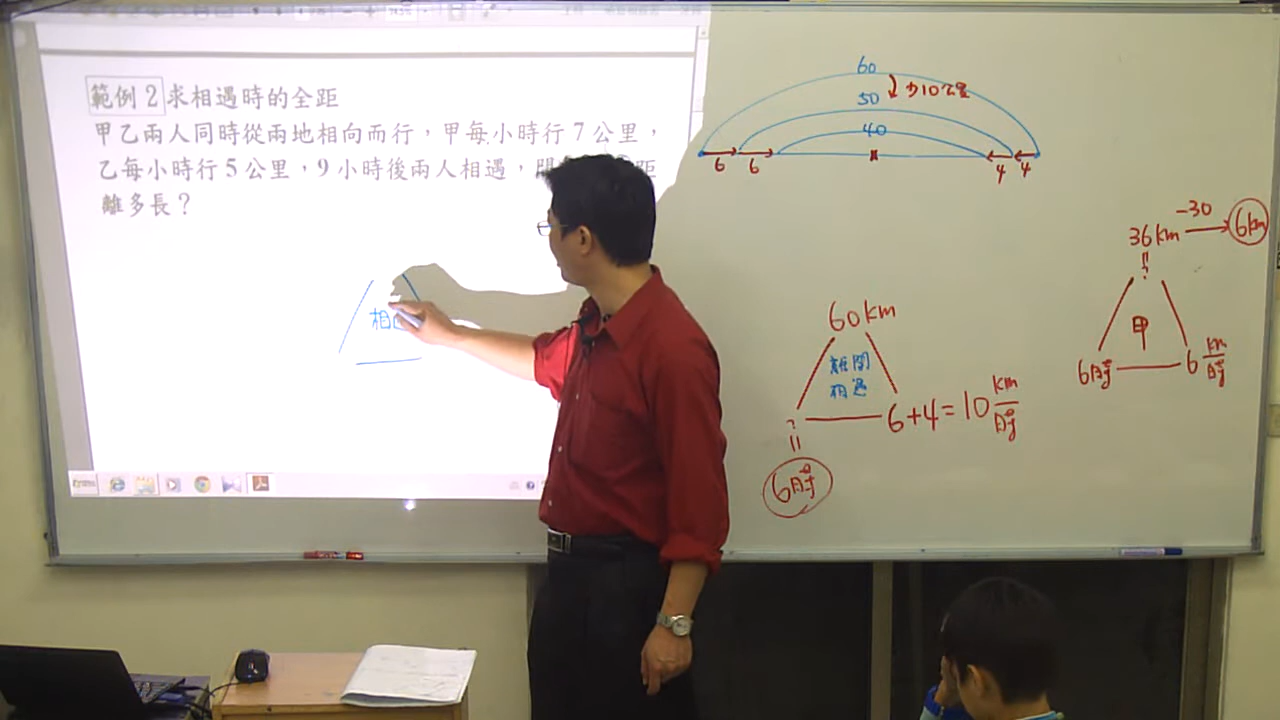 範例 2 求相遇時的全距
甲乙兩人同時從兩地相向而行，甲每小時行 7 公里，
乙每小時行 5 公里，9 小時後兩人相遇，距
離多長？
相
60
少10公里
50
40
6 6 4 4
36km -30 6km
?
甲
6時 6 km/時
60km
離開
相遇
? 6+4=10 km/時
6時